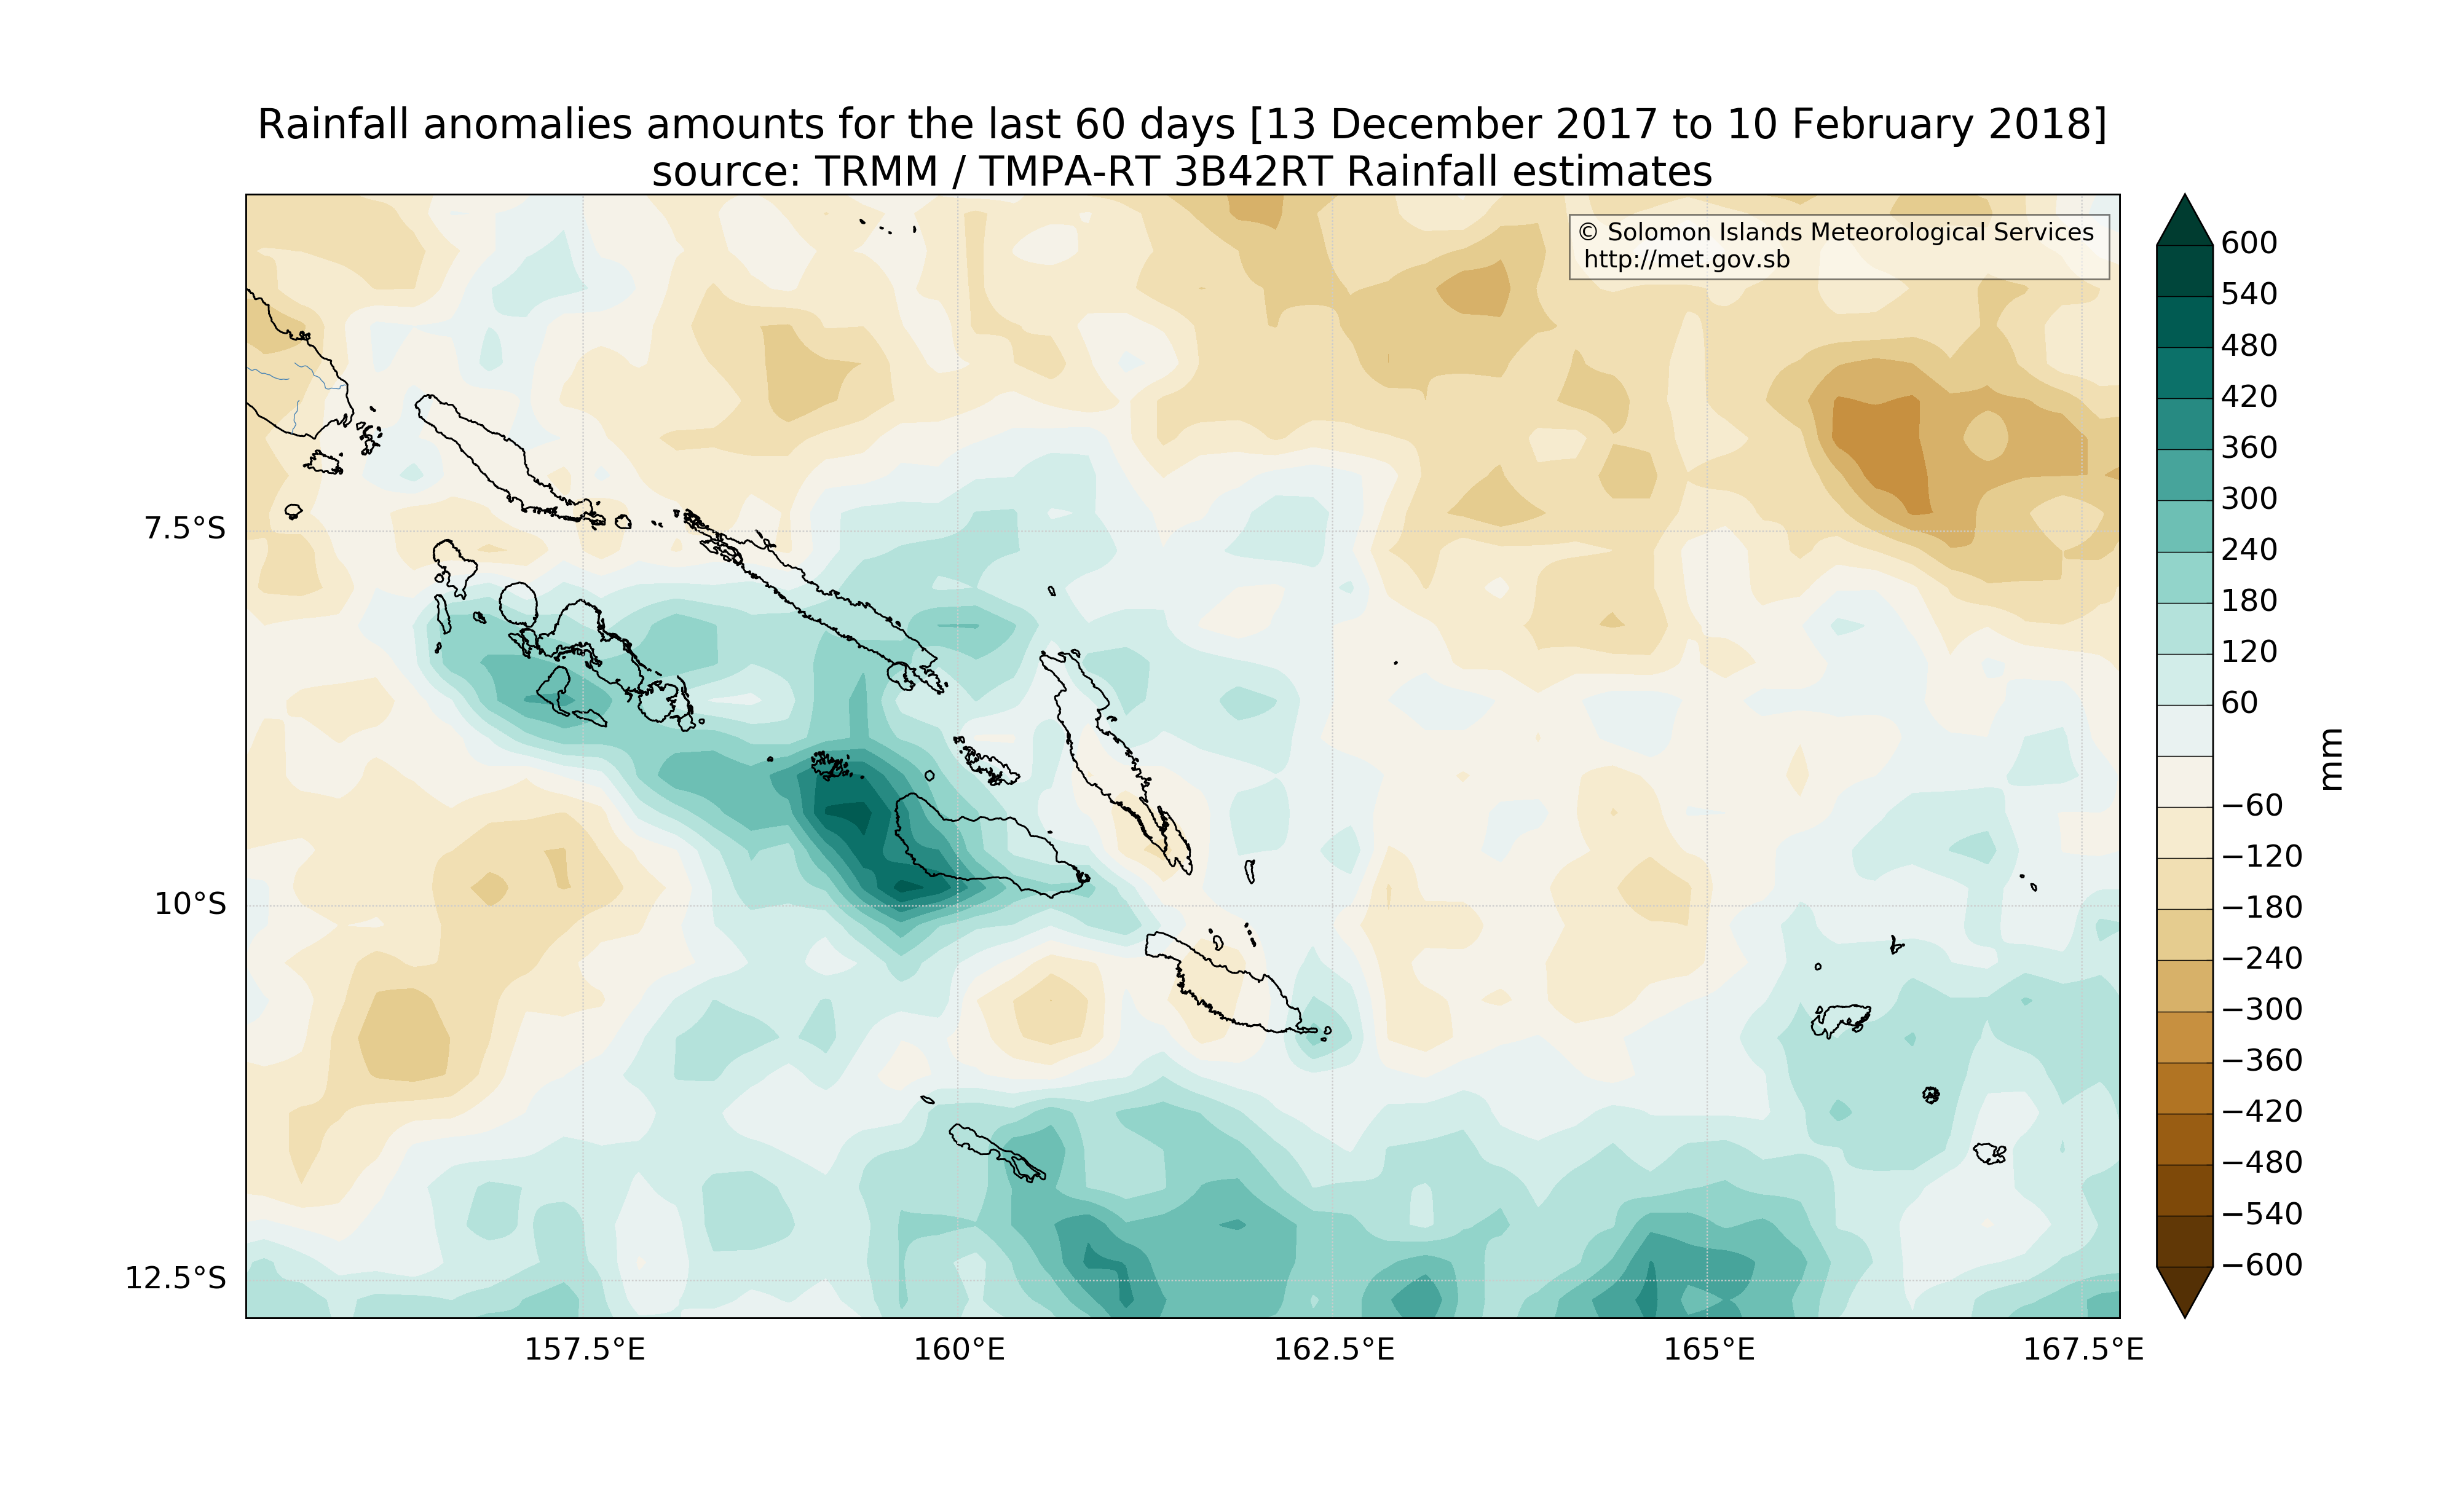 Rainfall anomalies amounts for the last 60 days [13 December 2017 to 10 February 2018]
source: TRMM / TMPA-RT 3B42RT Rainfall estimates
© Solomon Islands Meteorological Services
http://met.gov.sb
7.5°S
10°S
12.5°S
157.5°E
160°E
162.5°E
165°E
167.5°E
600
540
480
420
360
300
240
180
120
60
−60
−120
−180
−240
−300
−360
−420
−480
−540
−600
mm